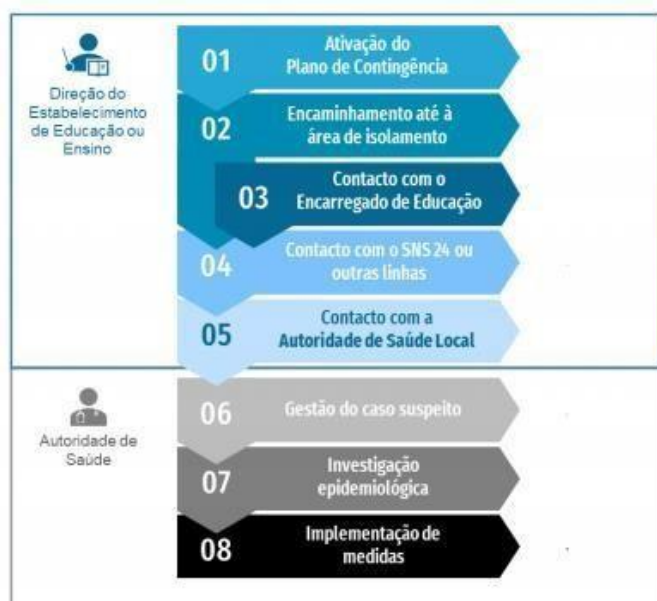 Direção do
Estabelecimento
de Educação ou
Ensino
01
Ativação do
Plano de Contingência
02
Encaminhamento até à
área de isolamento
03
Contacto com o
Encarregado de Educação
04
Contacto com o SNS 24 ou
outras linhas
05
Contacto com a
Autoridade de Saúde Local
Autoridade de
Saúde
06
Gestão do caso suspeito
07
Investigação
epidemiológica
08
Implementação de
medidas